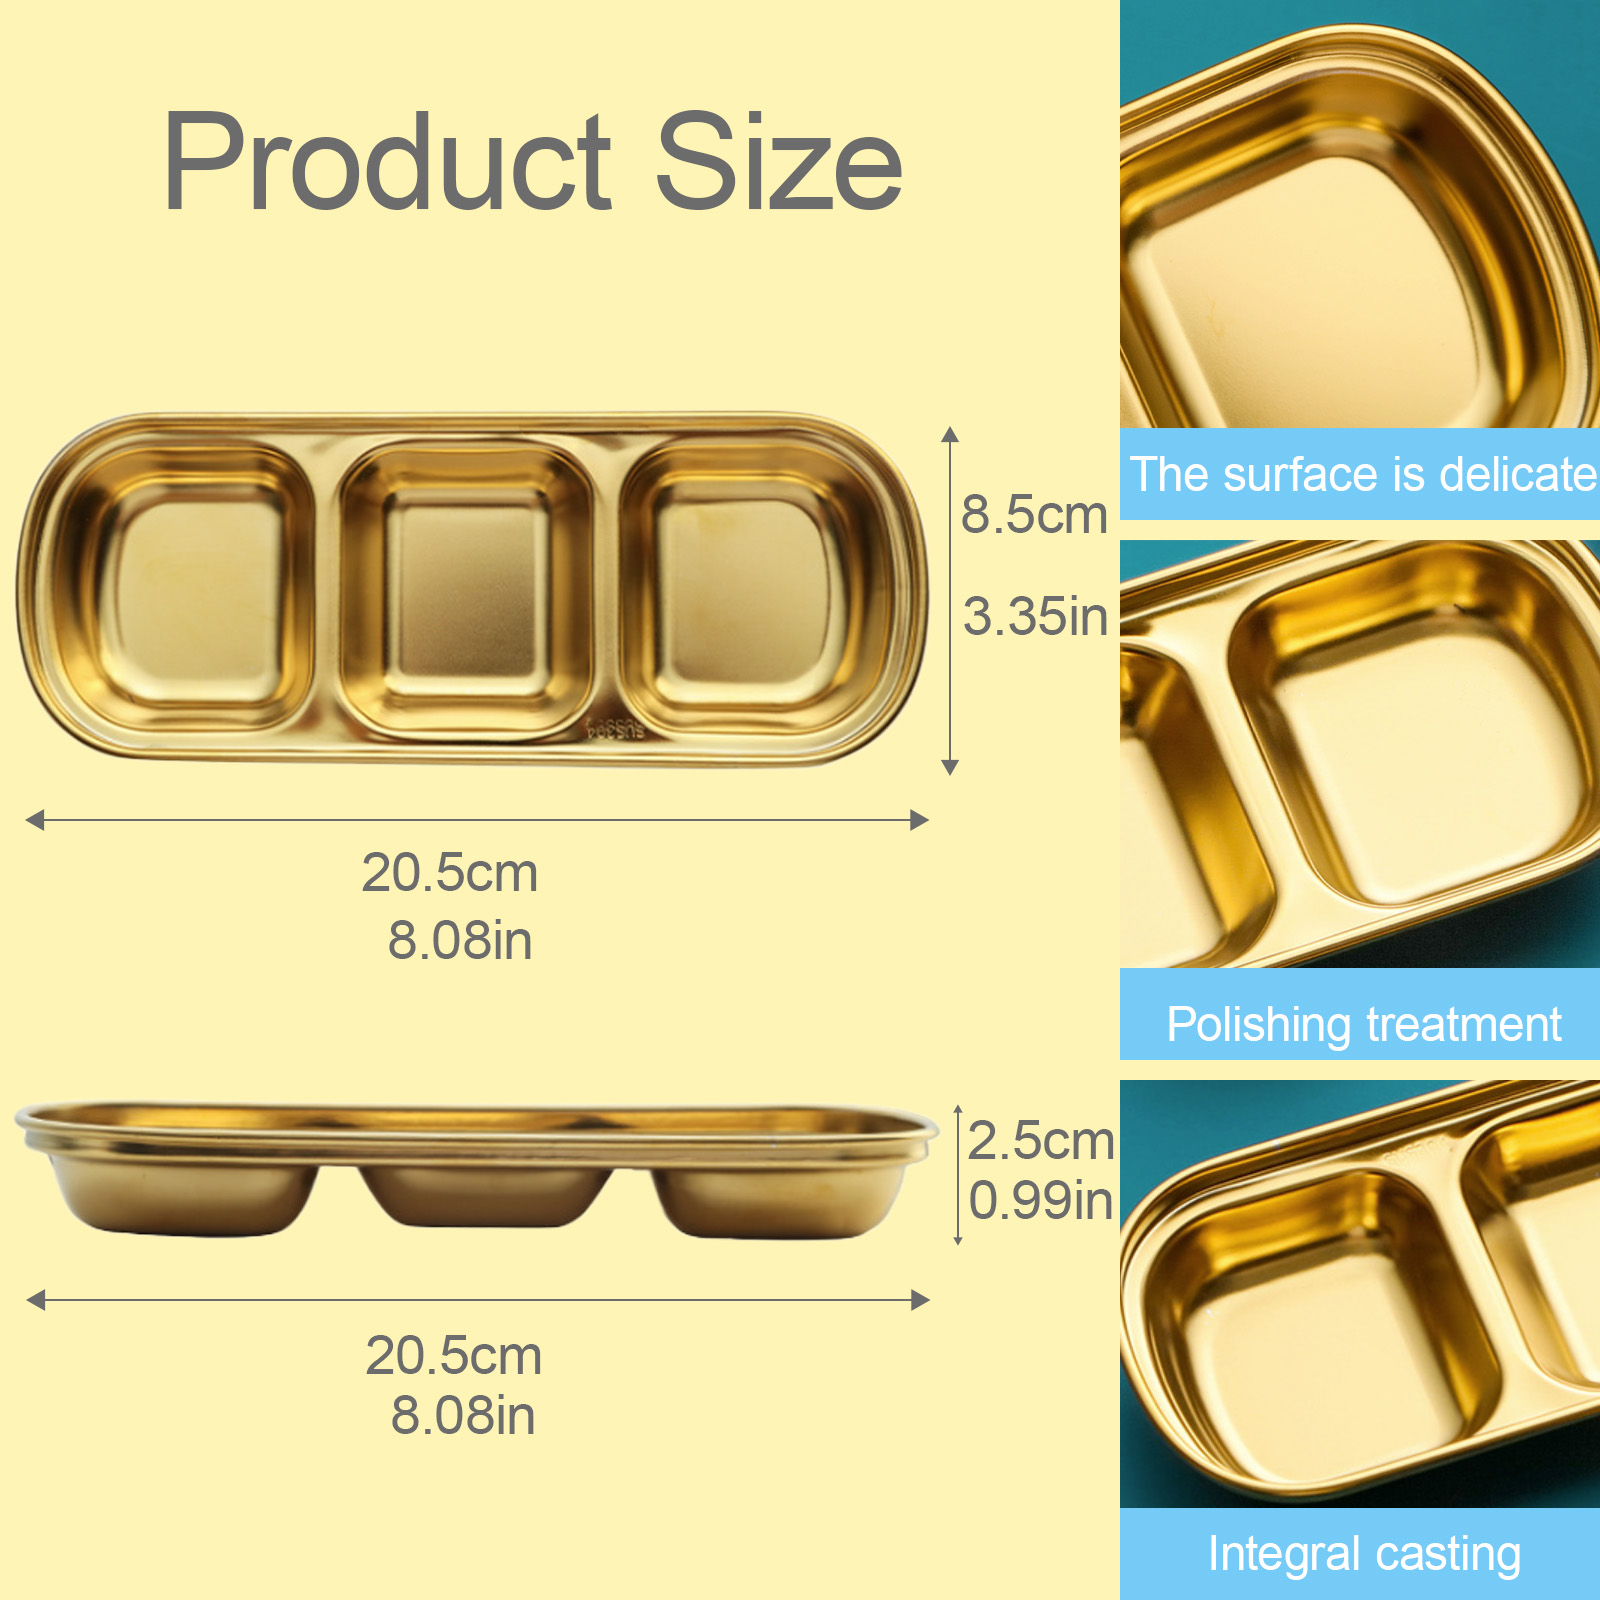 Product Size
8.5cm
3.35in
20.5cm
8.08in
2.5cm
0.99in
20.5cm
8.08in
The surface is delicate
Polishing treatment
Integral casting